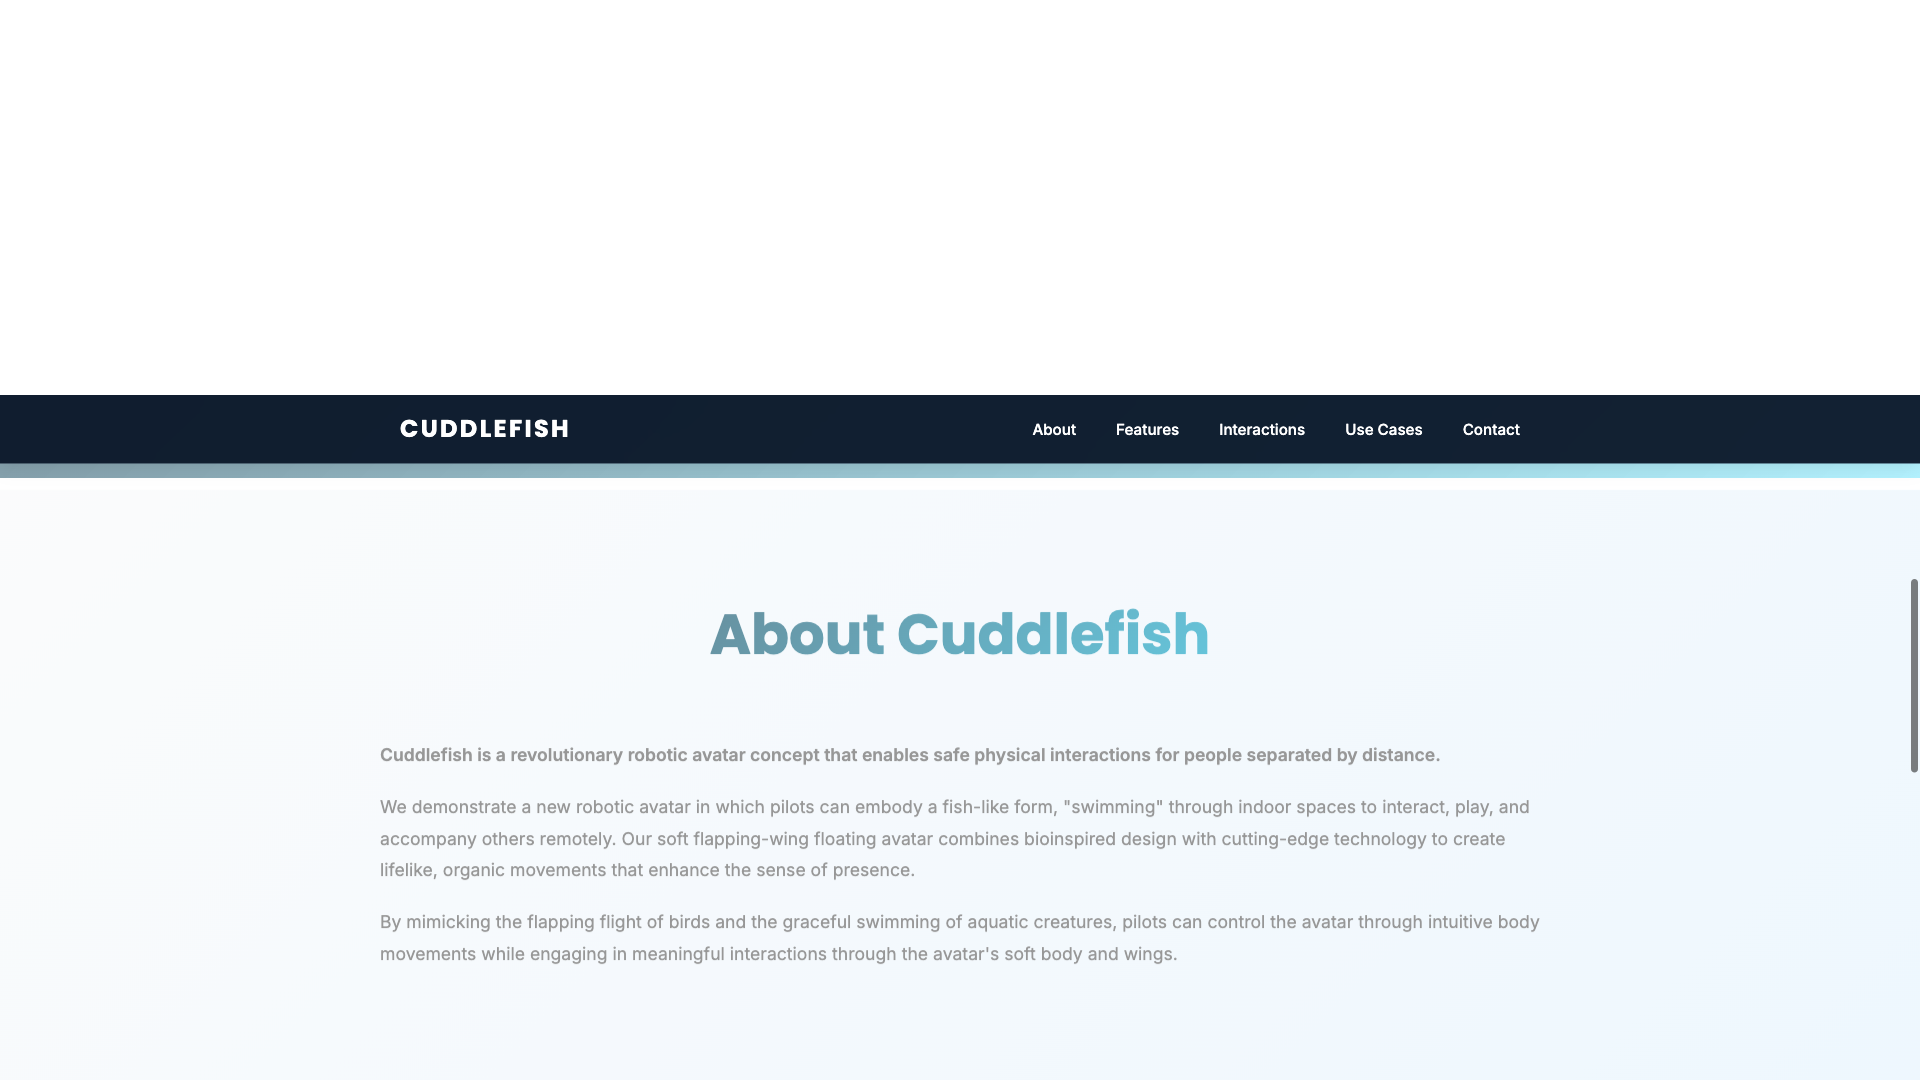 CUDDLEFISH
About Features Interactions Use Cases Contact
About Cuddlefish
Cuddlefish is a revolutionary robotic avatar concept that enables safe physical interactions for people separated by distance.
We demonstrate a new robotic avatar in which pilots can embody a fish-like form, "swimming" through indoor spaces to interact, play, and
accompany others remotely. Our soft flapping-wing floating avatar combines bioinspired design with cutting-edge technology to create
lifelike, organic movements that enhance the sense of presence.
By mimicking the flapping flight of birds and the graceful swimming of aquatic creatures, pilots can control the avatar through intuitive body
movements while engaging in meaningful interactions through the avatar's soft body and wings.